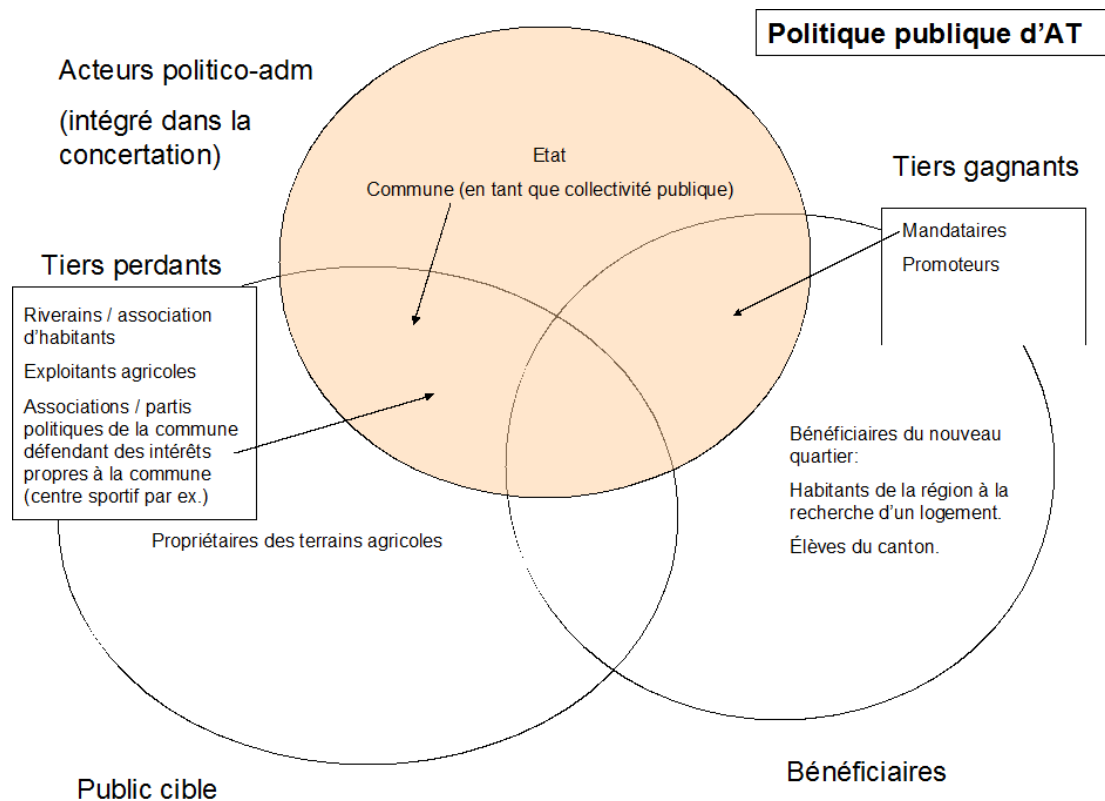 Politique publique d'AT
Acteurs politico-adm
(intégré dans la
concertation)
Etat
Commune (en tant que collectivité publique)
Tiers gagnants
Mandataires
Promoteurs
Tiers perdants
Riverains / association
d'habitants
Exploitants agricoles
Associations / partis
politiques de la commune
défendant des intérêts
propres à la commune
(centre sportif par ex.)
Bénéficiaires du nouveau
quartier:
Habitants de la région à la
recherche d'un logement.
Élèves du canton.
Propriétaires des terrains agricoles
Public cible
Bénéficiaires